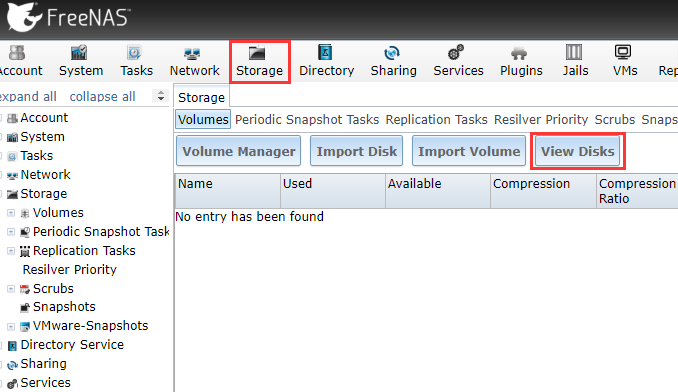 FreeNAS™
Account System Tasks Network Storage Directory Sharing Services Plugins Jails VMs Rep
expand all collapse all
Storage
Volumes Periodic Snapshot Tasks Replication Tasks Resilver Priority Scrubs Snaps
Volume Manager Import Disk Import Volume View Disks
Name Used Available Compression Compression Ratio
No entry has been found
Account
System
Tasks
Network
Storage
Volumes
Periodic Snapshot Task
Replication Tasks
Resilver Priority
Scrubs
Snapshots
VMware-Snapshots
Directory Service
Sharing
Services